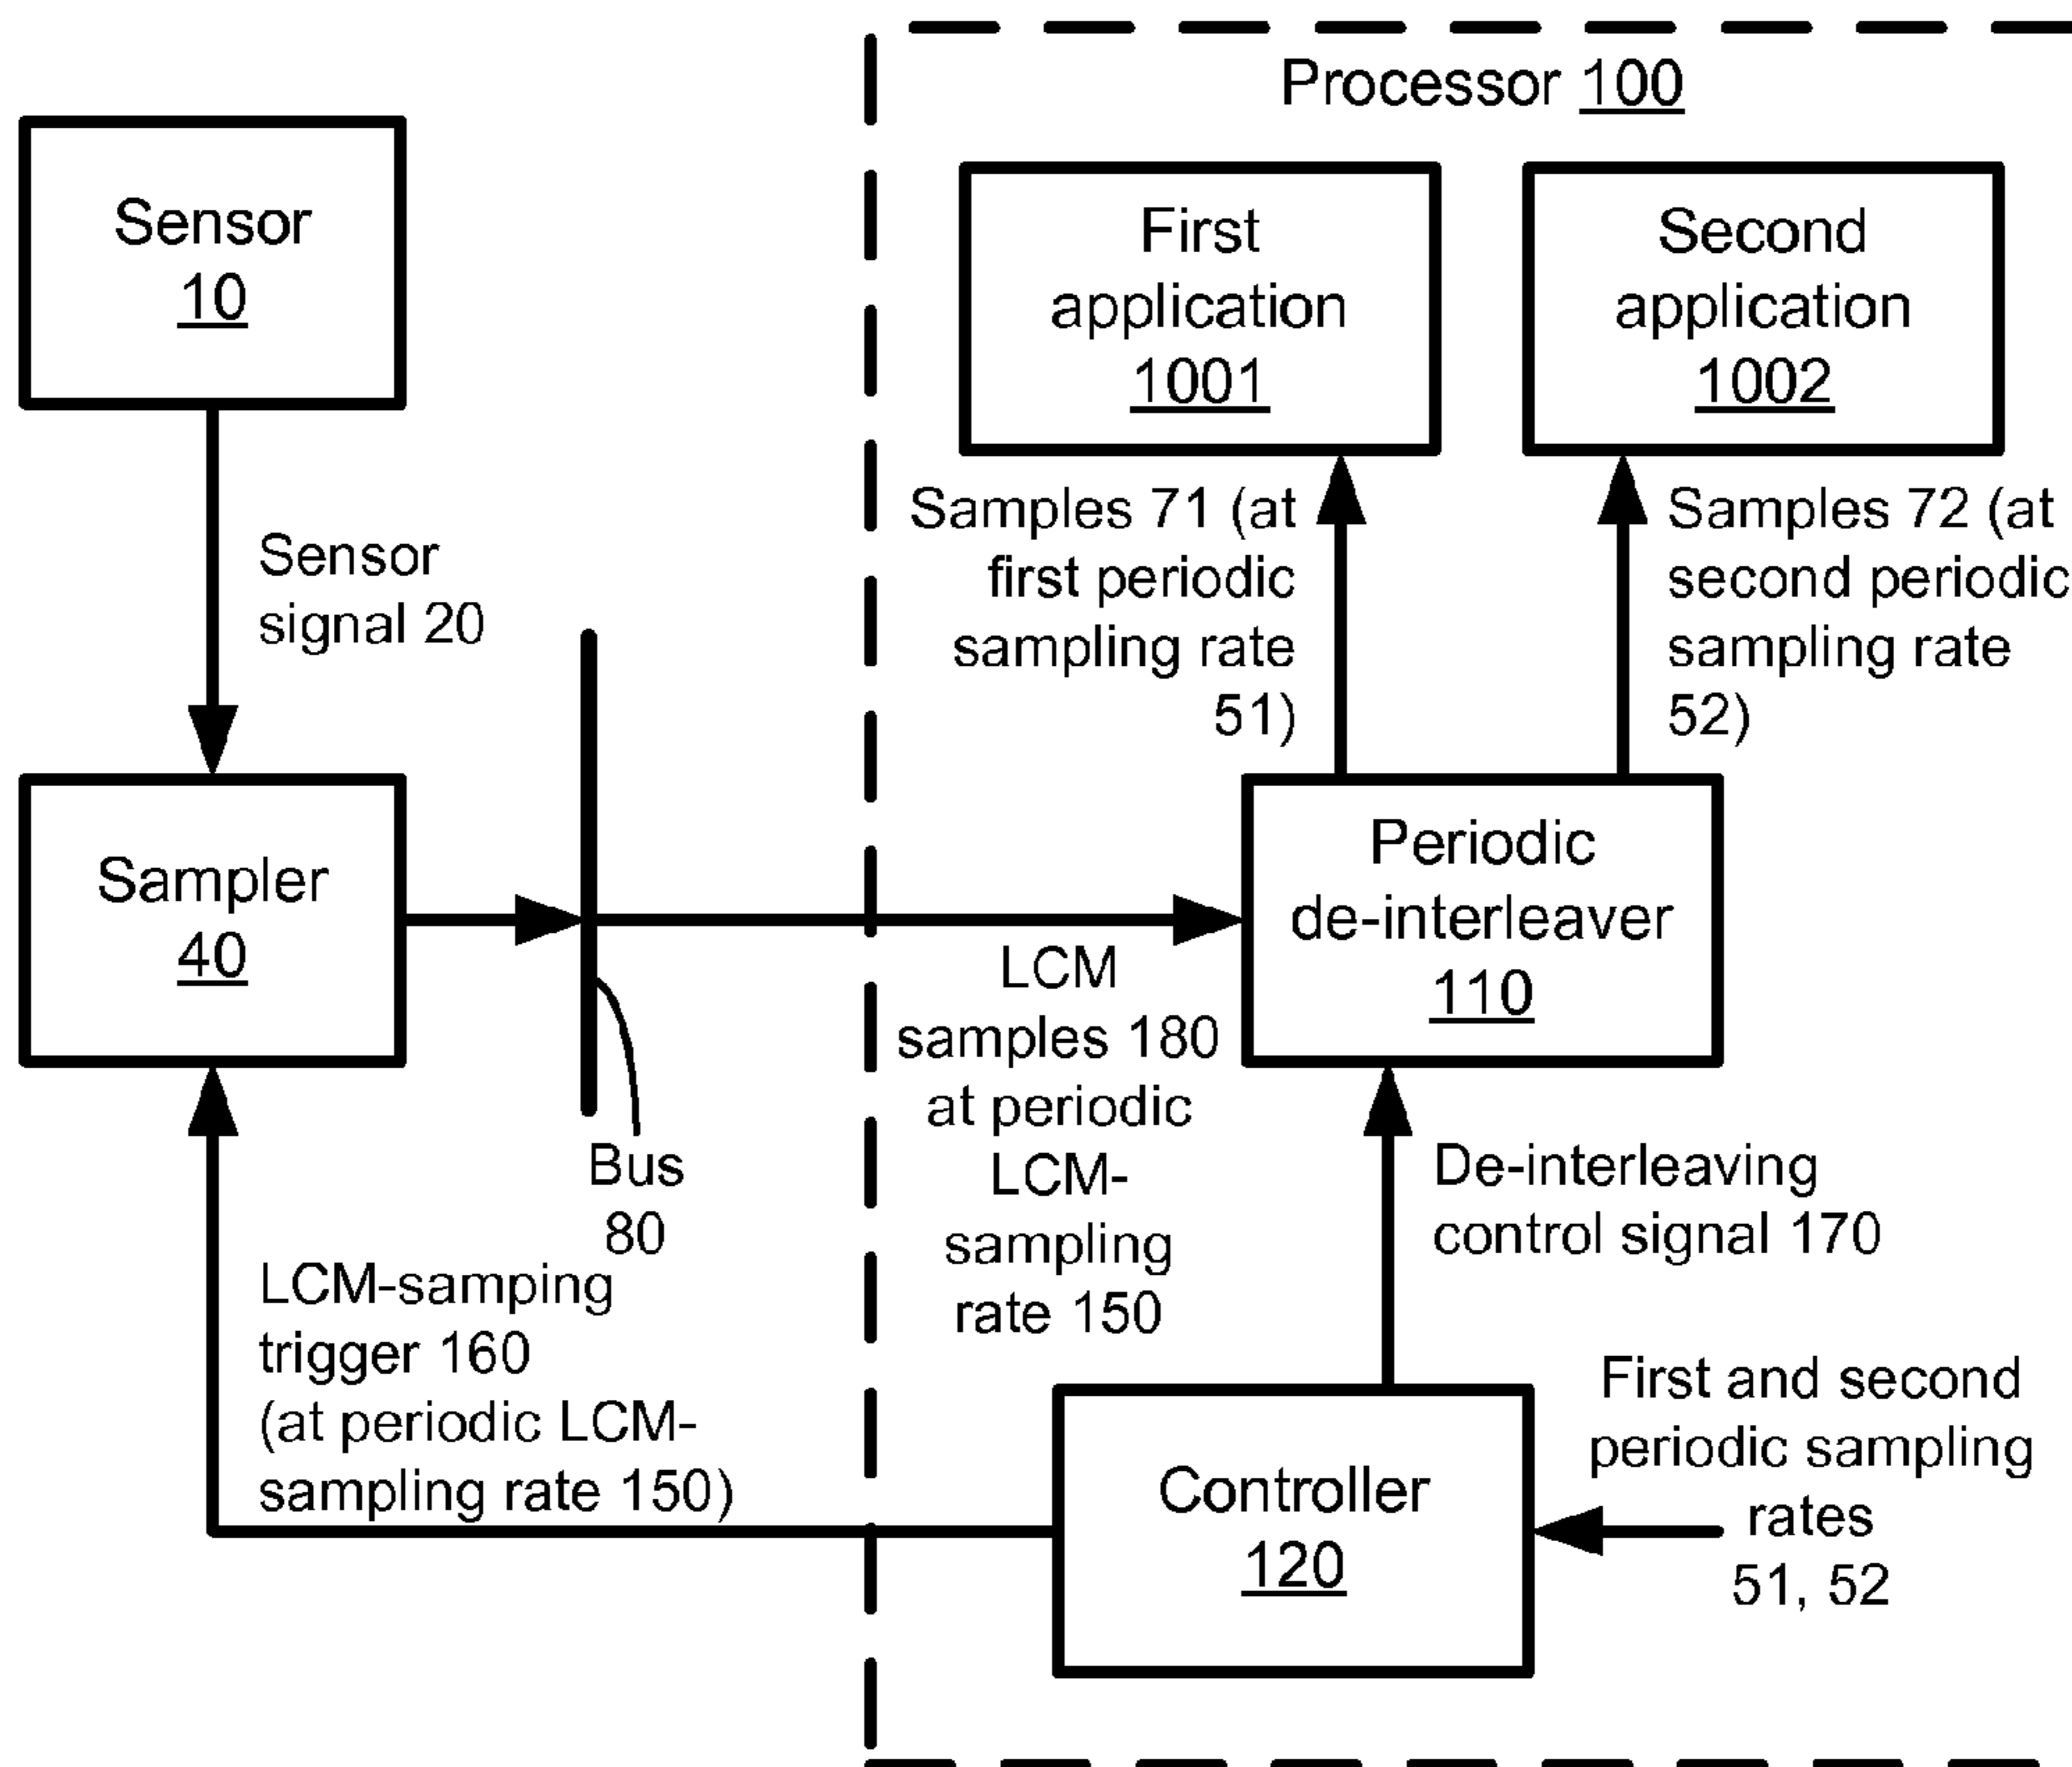 Processor 100
Sensor
10
First
application
1001
Second
application
1002
Sensor
signal 20
Samples 71 (at
first periodic
sampling rate
51)
Samples 72 (at
second periodic
sampling rate
52)
Sampler
40
Periodic
de-interleaver
110
LCM
samples 180
at periodic
LCM-
sampling
rate 150
Bus
80
De-interleaving
control signal 170
LCM-samping
trigger 160
(at periodic LCM-
sampling rate 150)
Controller
120
First and second
periodic sampling
rates
51, 52